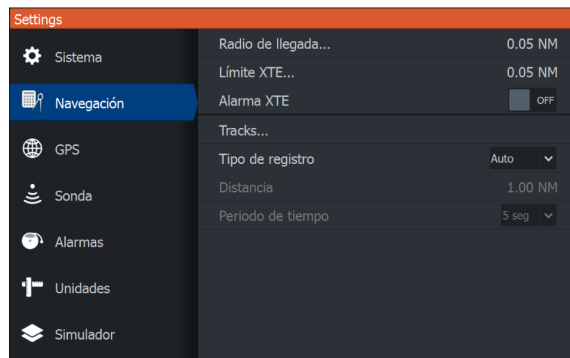 Settings
Sistema
Navegación
GPS
Sonda
Alarmas
Unidades
Simulador
Radio de llegada... 0.05 NM
Límite XTE... 0.05 NM
Alarma XTE OFF
Tracks...
Tipo de registro Auto
Distancia 1.00 NM
Periodo de tiempo 5 seg